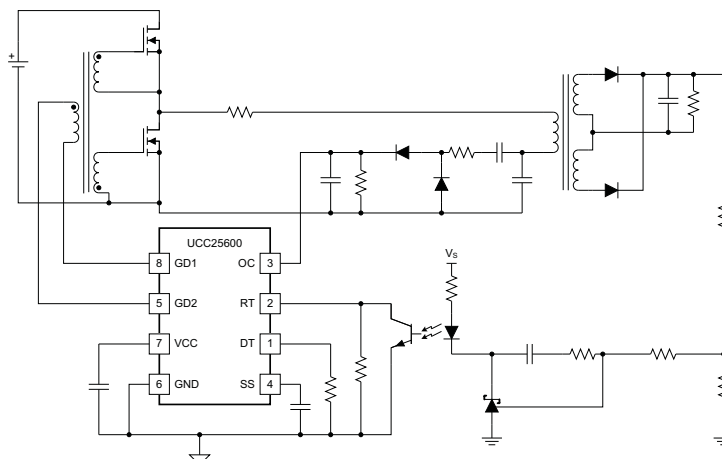 +
UCC25600
8 GD1 OC 3
5 GD2 RT 2
7 VCC DT 1
6 GND SS 4
VS